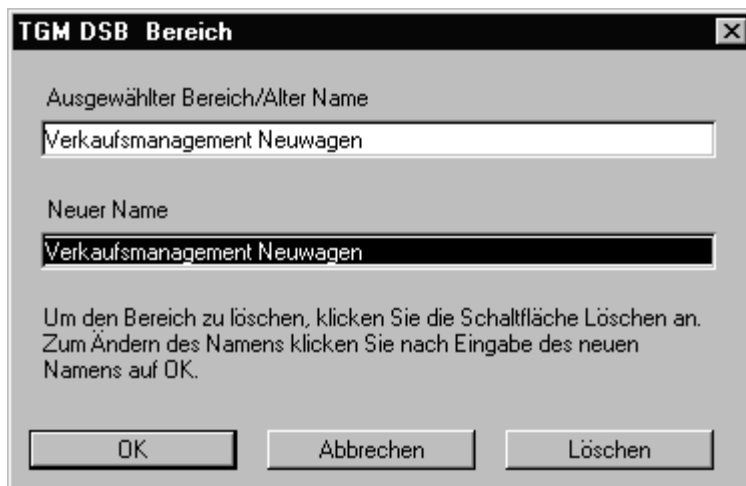 TGM DSB Bereich
Ausgewählter Bereich/Alter Name
Verkaufsmanagement Neuwagen
Neuer Name
Verkaufsmanagement Neuwagen
Um den Bereich zu löschen, klicken Sie die Schaltfläche Löschen an.
Zum Ändern des Namens klicken Sie nach Eingabe des neuen
Namens auf OK.
OK Abbrechen Löschen